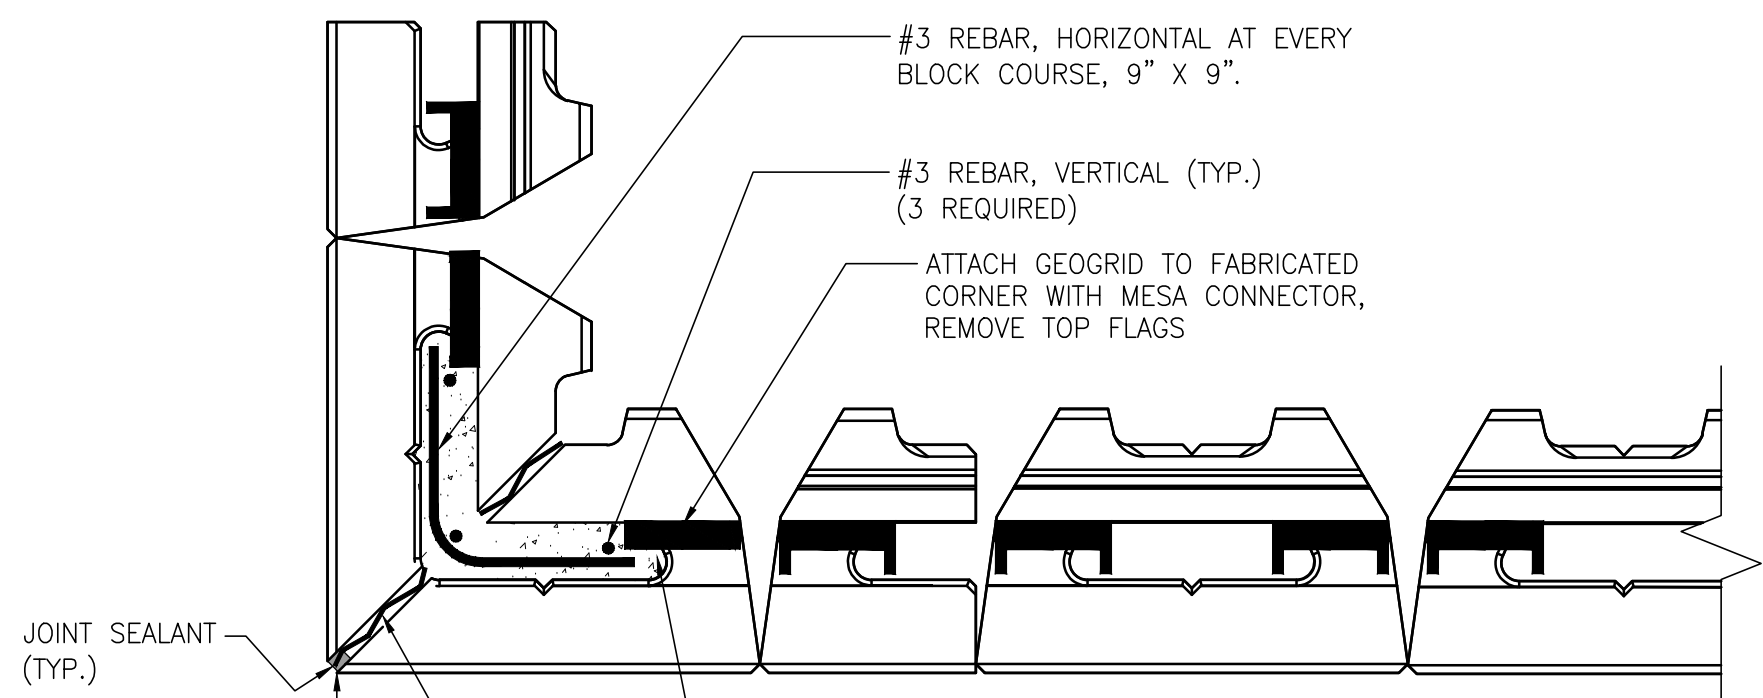 #3 REBAR, HORIZONTAL AT EVERY
BLOCK COURSE, 9" X 9".
#3 REBAR, VERTICAL (TYP.)
(3 REQUIRED)
ATTACH GEOGRID TO FABRICATED
CORNER WITH MESA CONNECTOR,
REMOVE TOP FLAGS
JOINT SEALANT
(TYP.)